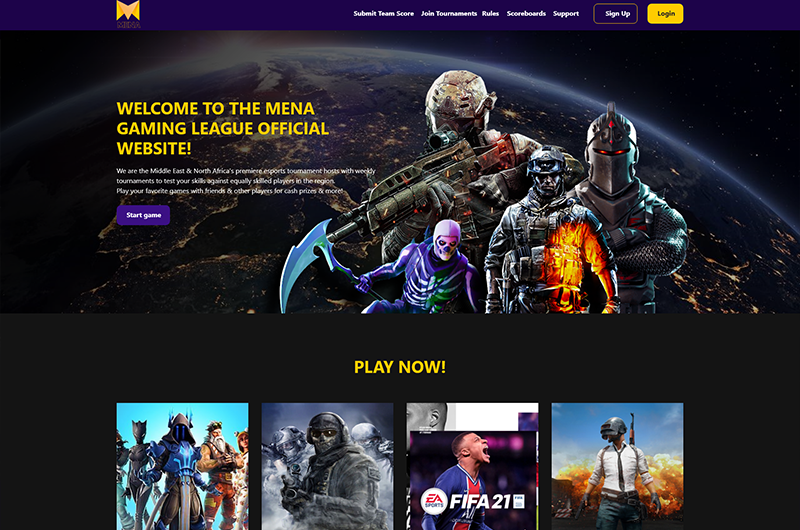 MENA
Submit Team Score Join Tournaments Rules Scoreboards Support Sign Up Login
WELCOME TO THE MENA
GAMING LEAGUE OFFICIAL
WEBSITE!
We are the Middle East & North Africa's premiere esports tournament hosts with weekly
tournaments to test your skills against equally skilled players in the region.
Play your favorite games with friends & other players for cash prizes & more!
Start game
PLAY NOW!
EA
SPORTS
FIFA 21